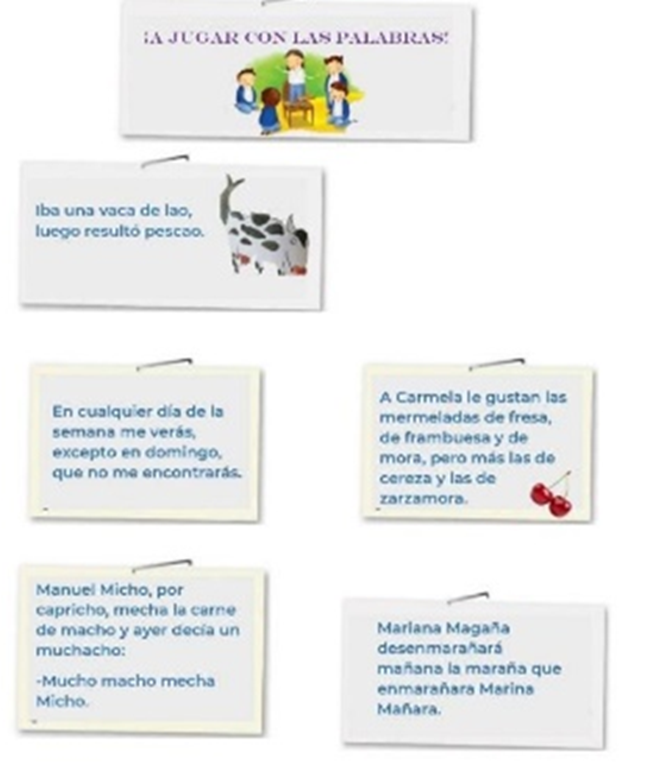 ¡A JUGAR CON LAS PALABRAS!
Iba una vaca de lao,
luego resultó pescao.
En cualquier día de la
semana me verás,
excepto en domingo,
que no me encontrarás.
A Carmela le gustan las
mermeladas de fresa,
de frambuesa y de
mora, pero más las de
cereza y las de
zarzamora.
Manuel Micho, por
capricho, mecha la carne
de macho y ayer decía un
muchacho:
-Mucho macho mecha
Micho.
Mariana Magaña
desenmarañará
mañana la maraña que
enmarañara Marina
Mañara.